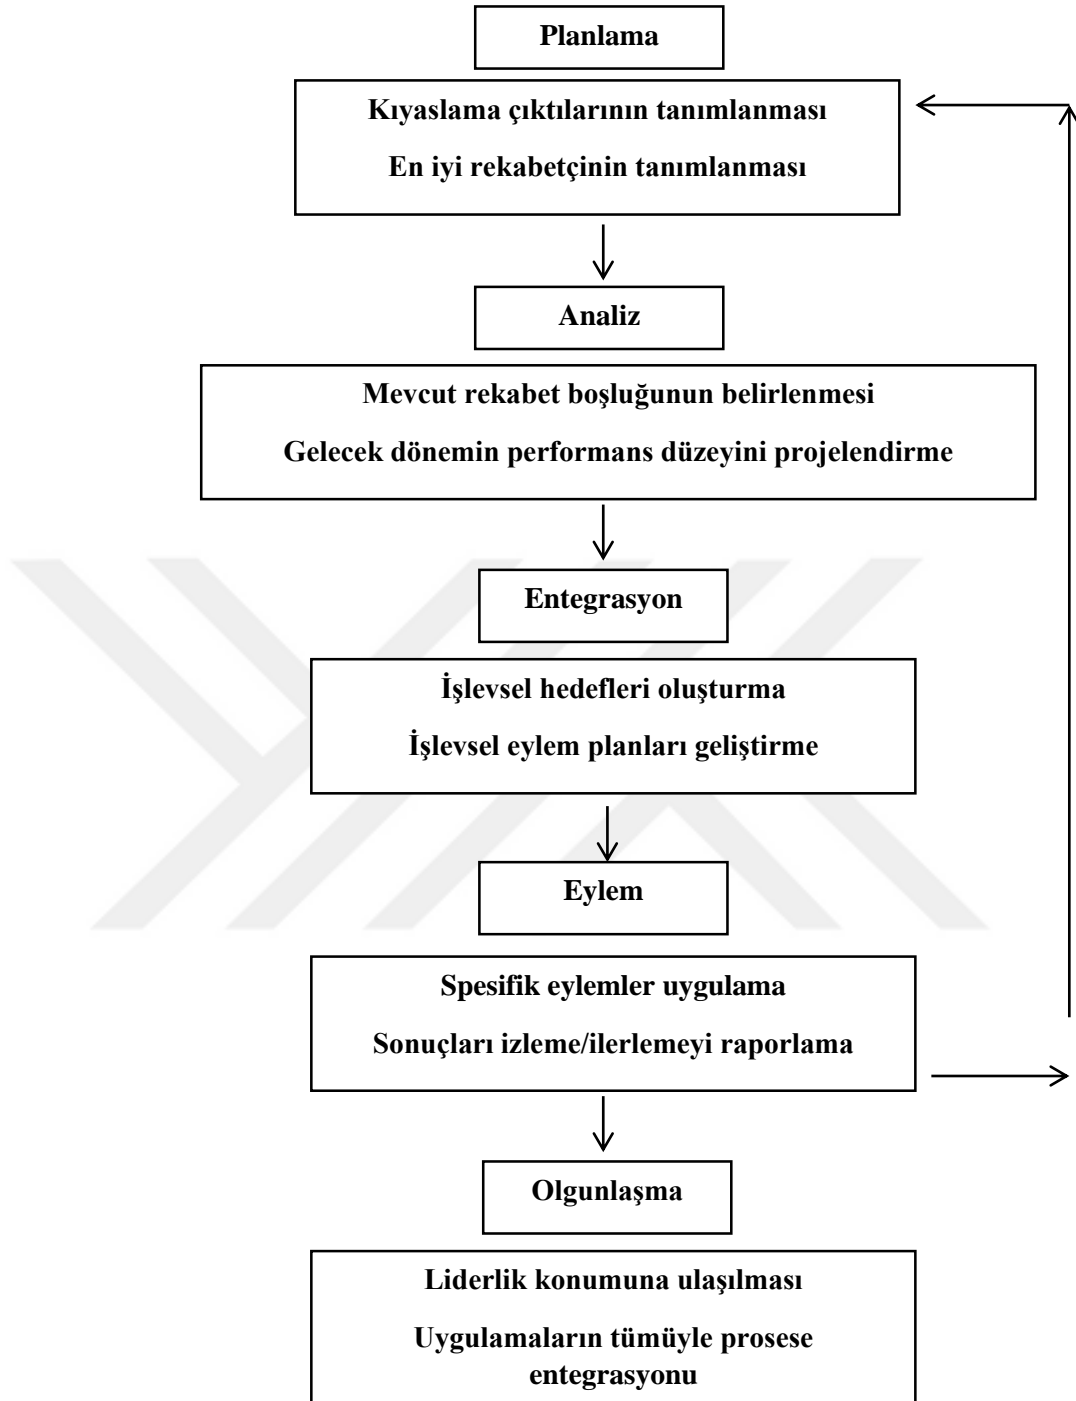 Planlama
Kıyaslama çıktılarının tanımlanması
En iyi rekabetçinin tanımlanması
Analiz
Mevcut rekabet boşluğunun belirlenmesi
Gelecek dönemin performans düzeyini projelendirme
Entegrasyon
İşlevsel hedefleri oluşturma
İşlevsel eylem planları geliştirme
Eylem
Spesifik eylemler uygulama
Sonuçları izleme/ilerlemeyi raporlama
Olgunlaşma
Liderlik konumuna ulaşılması
Uygulamaların tümüyle prosese
entegrasyonu